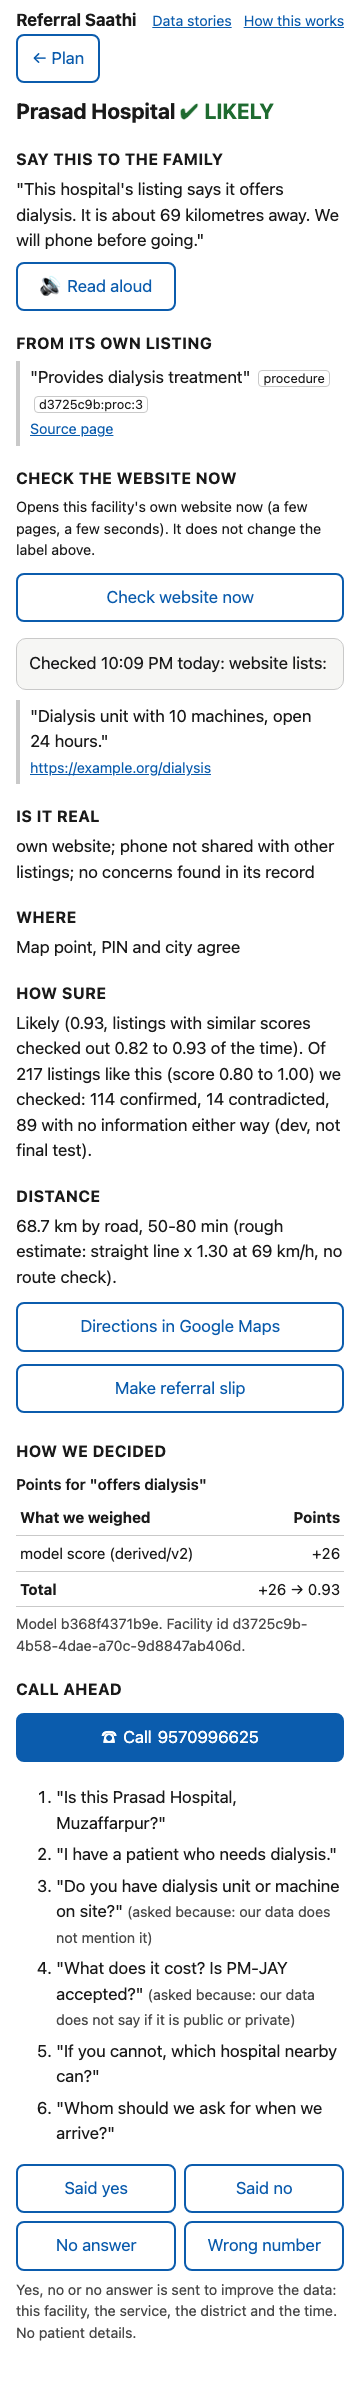 Referral Saathi Data stories How this works
← Plan
Prasad Hospital ✔ LIKELY
SAY THIS TO THE FAMILY
"This hospital's listing says it offers
dialysis. It is about 69 kilometres away. We
will phone before going."
🔊 Read aloud
FROM ITS OWN LISTING
"Provides dialysis treatment" procedure
d3725c9b:proc:3
Source page
CHECK THE WEBSITE NOW
Opens this facility's own website now (a few
pages, a few seconds). It does not change the
label above.
Check website now
Checked 10:09 PM today: website lists:
"Dialysis unit with 10 machines, open
24 hours."
https://example.org/dialysis
IS IT REAL
own website; phone not shared with other
listings; no concerns found in its record
WHERE
Map point, PIN and city agree
HOW SURE
Likely (0.93, listings with similar scores
checked out 0.82 to 0.93 of the time). Of
217 listings like this (score 0.80 to 1.00) we
checked: 114 confirmed, 14 contradicted,
89 with no information either way (dev, not
final test).
DISTANCE
68.7 km by road, 50-80 min (rough
estimate: straight line x 1.30 at 69 km/h, no
route check).
Directions in Google Maps
Make referral slip
HOW WE DECIDED
Points for "offers dialysis"
What we weighed Points
model score (derived/v2) +26
Total +26 → 0.93
Model b368f4371b9e. Facility id d3725c9b-
4b58-4dae-a70c-9d8847ab406d.
CALL AHEAD
☎ Call 9570996625
1. "Is this Prasad Hospital,
Muzaffarpur?"
2. "I have a patient who needs dialysis."
3. "Do you have dialysis unit or machine
on site?" (asked because: our data does
not mention it)
4. "What does it cost? Is PM-JAY
accepted?" (asked because: our data
does not say if it is public or private)
5. "If you cannot, which hospital nearby
can?"
6. "Whom should we ask for when we
arrive?"
Said yes Said no
No answer Wrong number
Yes, no or no answer is sent to improve the data:
this facility, the service, the district and the time.
No patient details.